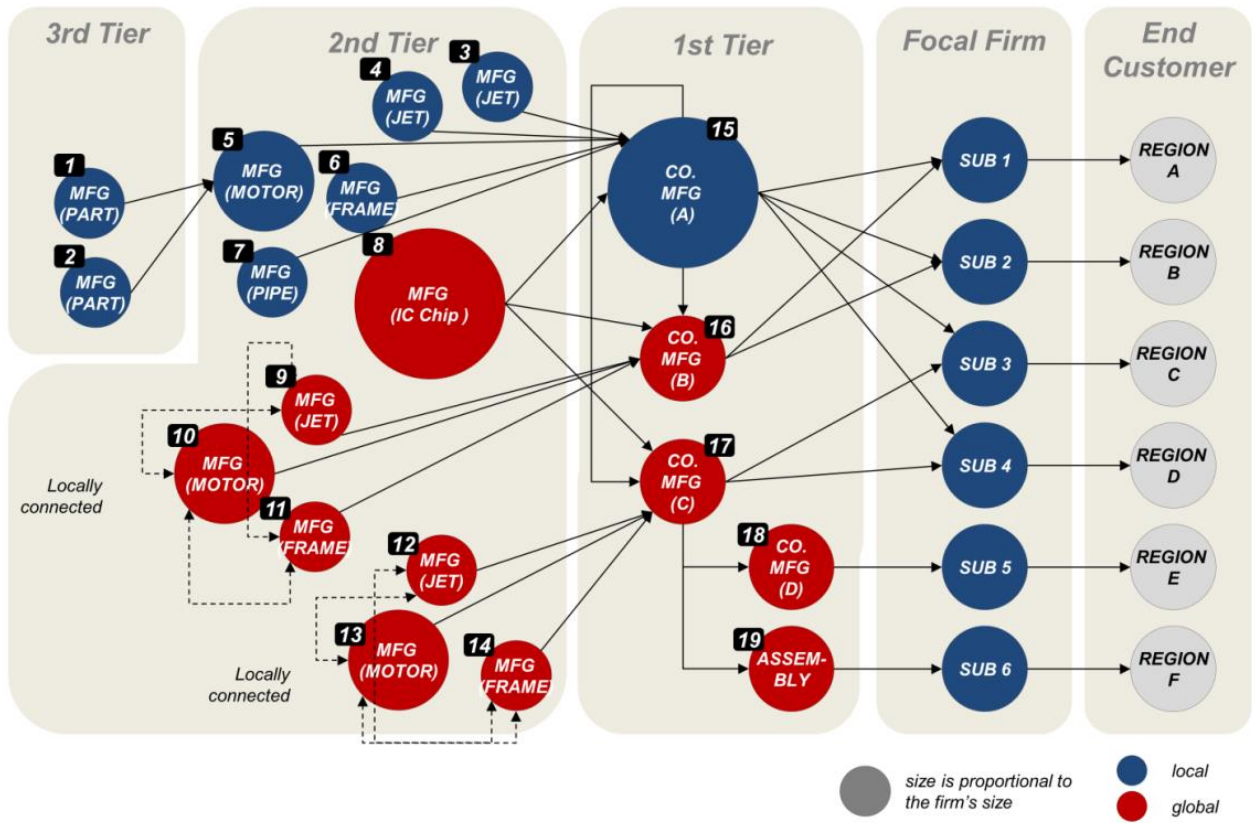 3rd Tier
2nd Tier
1st Tier
Focal Firm
End
Customer
1
MFG
(PART)
2
MFG
(PART)
3
MFG
(JET)
4
MFG
(JET)
5
MFG
(MOTOR)
6
MFG
(FRAME)
7
MFG
(PIPE)
8
MFG
(IC Chip )
9
MFG
(JET)
10
MFG
(MOTOR)
11
MFG
(FRAME)
Locally
connected
12
MFG
(JET)
13
MFG
(MOTOR)
14
MFG
(FRAME)
Locally
connected
15
CO.
MFG
(A)
16
CO.
MFG
(B)
17
CO.
MFG
(C)
18
CO.
MFG
(D)
19
ASSEM-
BLY
SUB 1
SUB 2
SUB 3
SUB 4
SUB 5
SUB 6
REGION
A
REGION
B
REGION
C
REGION
D
REGION
E
REGION
F
size is proportional to
the firm's size
local
global